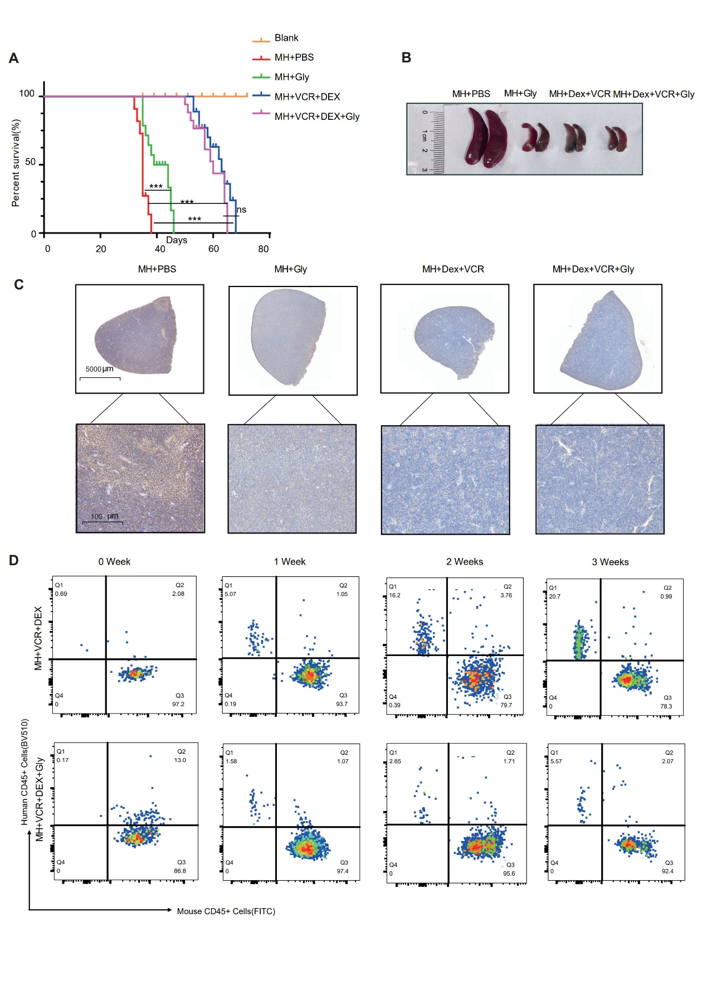 Blank
A
MH+PBS
MH+Gly
MH+VCR+DEX
MH+VCR+DEX+Gly
Percent survival(%)
100
50
0
***
***
***
ns
Days
0 20 40 60 80
B
MH+PBS MH+Gly MH+Dex+VCR MH+Dex+VCR+Gly
0
1 cm
2
3
C
MH+PBS MH+Gly MH+Dex+VCR MH+Dex+VCR+Gly
5000 µm
100 µm
D
0 Week 1 Week 2 Weeks 3 Weeks
MH+VCR+DEX
Q1 Q2
0.69 2.08
Q4 Q3
0 97.2
Q1 Q2
5.07 1.05
Q4 Q3
0.19 93.7
Q1 Q2
16.2 3.76
Q4 Q3
0.39 79.7
Q1 Q2
20.7 0.99
Q4 Q3
0 78.3
MH+VCR+DEX+Gly
Q1 Q2
0.17 13.0
Q4 Q3
0 86.8
Q1 Q2
1.58 1.07
Q4 Q3
0 97.4
Q1 Q2
2.65 1.71
Q4 Q3
0 95.6
Q1 Q2
5.57 2.07
Q4 Q3
0 92.4
Human CD45+ Cells(BV510)
Mouse CD45+ Cells(FITC)